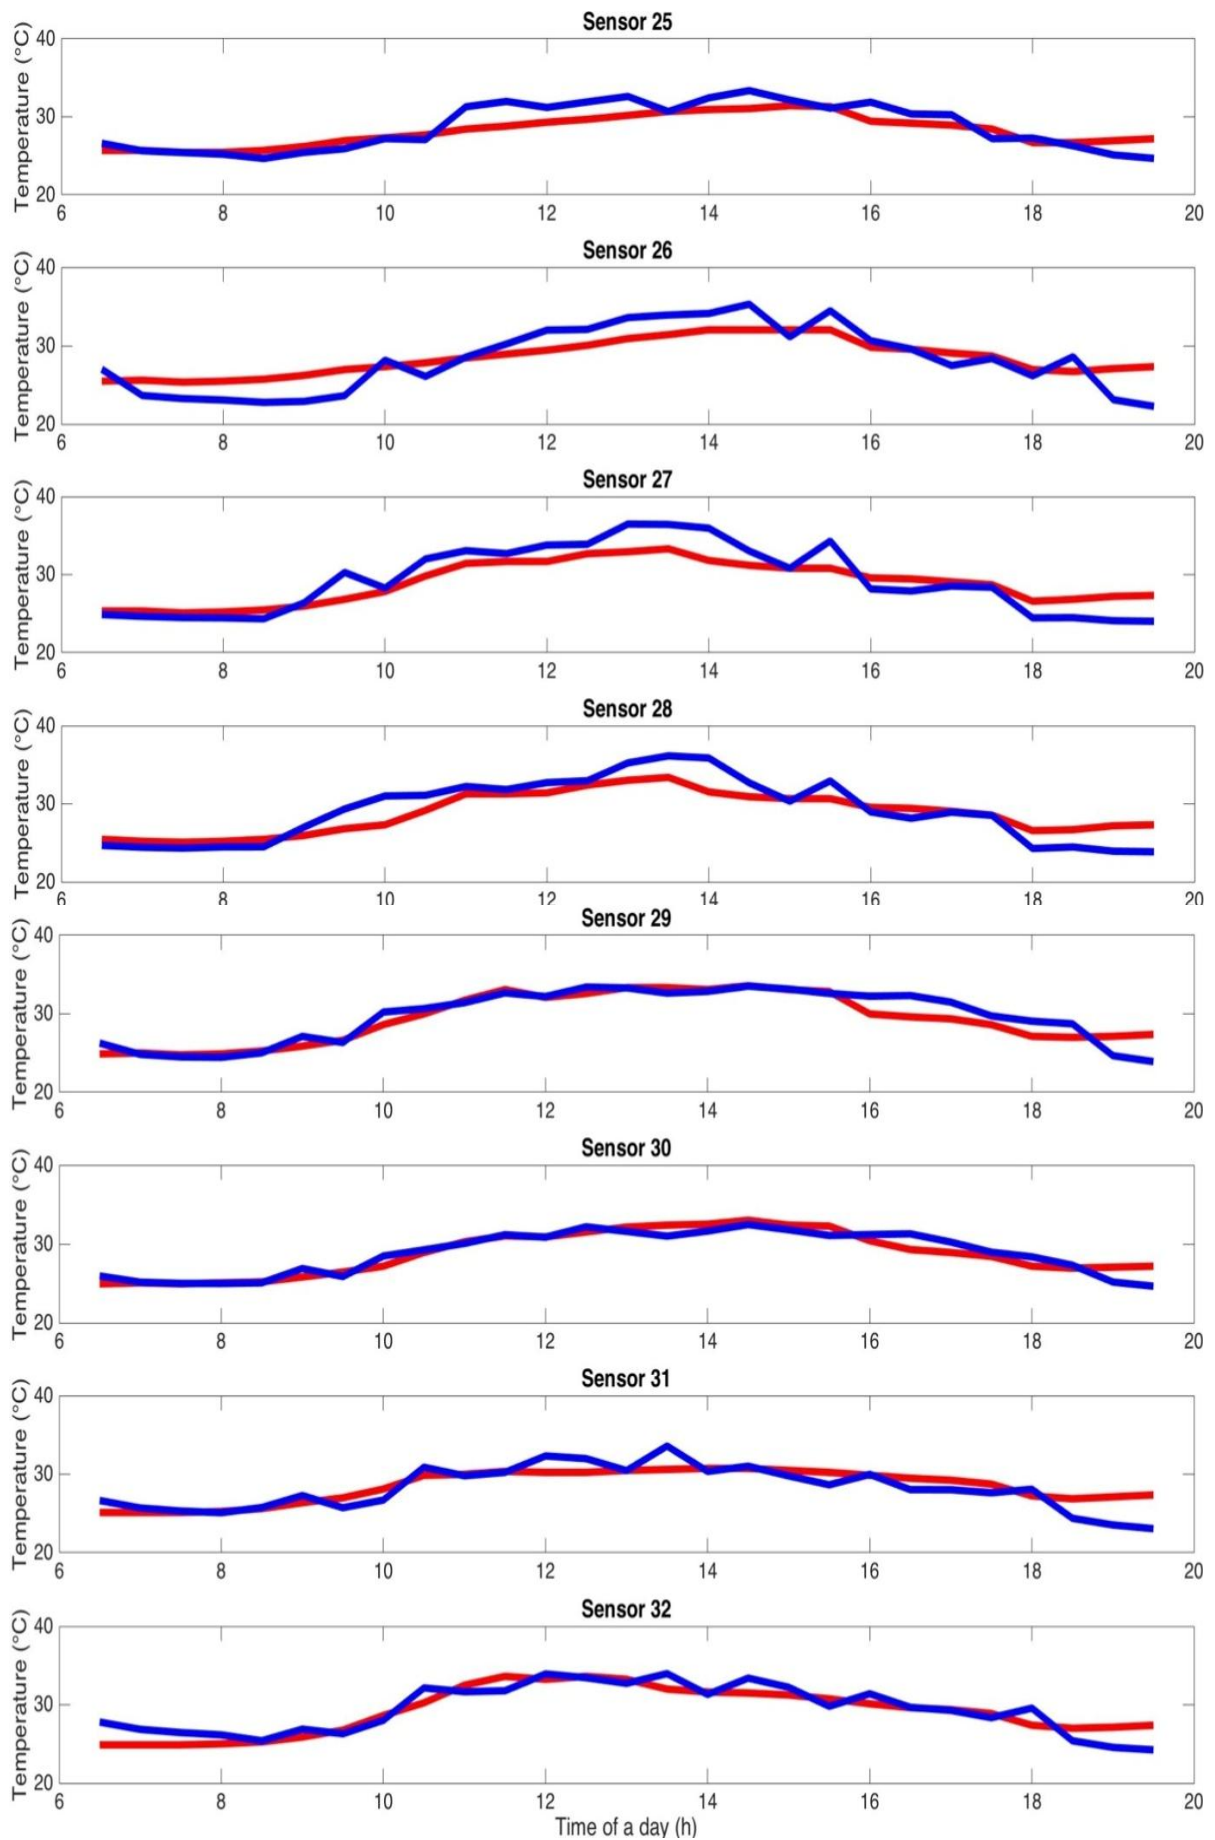 Sensor 25
Temperature (°C)
40
30
20
6 8 10 12 14 16 18 20
Sensor 26
Temperature (°C)
40
30
20
6 8 10 12 14 16 18 20
Sensor 27
Temperature (°C)
40
30
20
6 8 10 12 14 16 18 20
Sensor 28
Temperature (°C)
40
30
20
6 8 10 12 14 16 18 20
Sensor 29
Temperature (°C)
40
30
20
6 8 10 12 14 16 18 20
Sensor 30
Temperature (°C)
40
30
20
6 8 10 12 14 16 18 20
Sensor 31
Temperature (°C)
40
30
20
6 8 10 12 14 16 18 20
Sensor 32
Temperature (°C)
40
30
20
6 8 10 12 14 16 18 20
Time of a day (h)